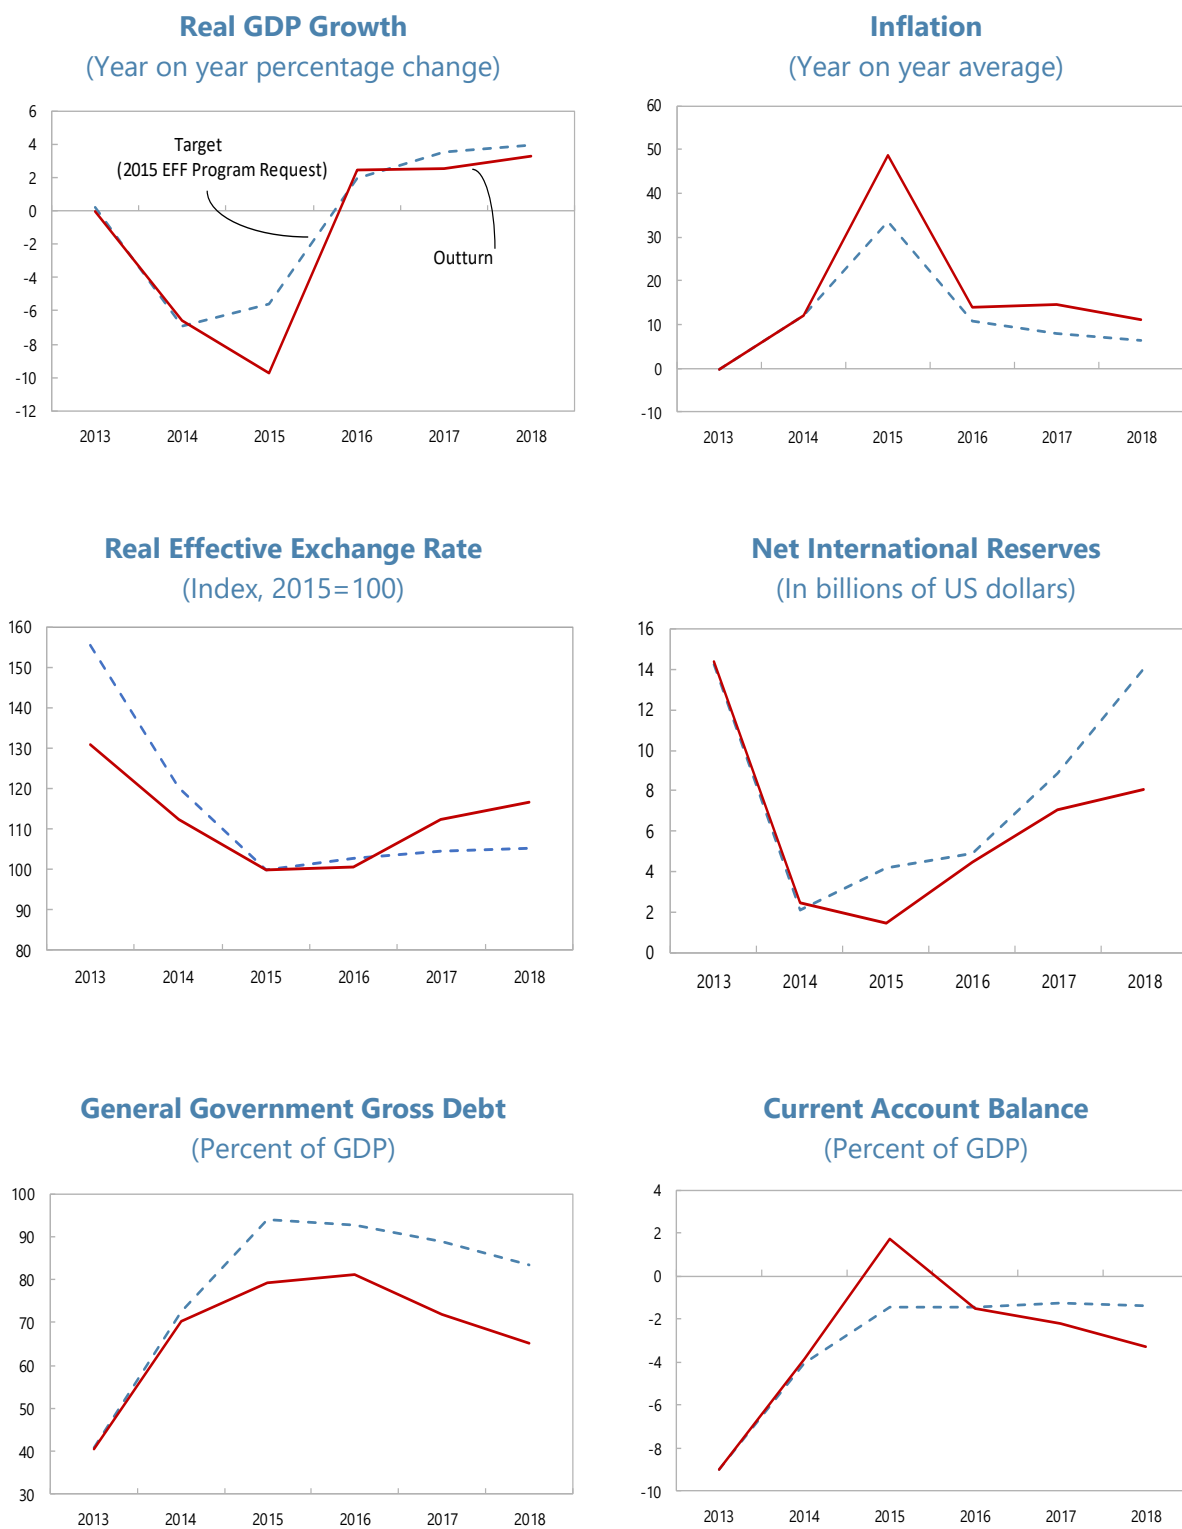 Real GDP Growth
(Year on year percentage change)
6
4
2
0
-2
-4
-6
-8
-10
-12
Target
(2015 EFF Program Request)
Outturn
2013 2014 2015 2016 2017 2018
Inflation
(Year on year average)
60
50
40
30
20
10
0
-10
2013 2014 2015 2016 2017 2018
Real Effective Exchange Rate
(Index, 2015=100)
160
150
140
130
120
110
100
90
80
2013 2014 2015 2016 2017 2018
Net International Reserves
(In billions of US dollars)
16
14
12
10
8
6
4
2
0
2013 2014 2015 2016 2017 2018
General Government Gross Debt
(Percent of GDP)
100
90
80
70
60
50
40
30
2013 2014 2015 2016 2017 2018
Current Account Balance
(Percent of GDP)
4
2
0
-2
-4
-6
-8
-10
2013 2014 2015 2016 2017 2018